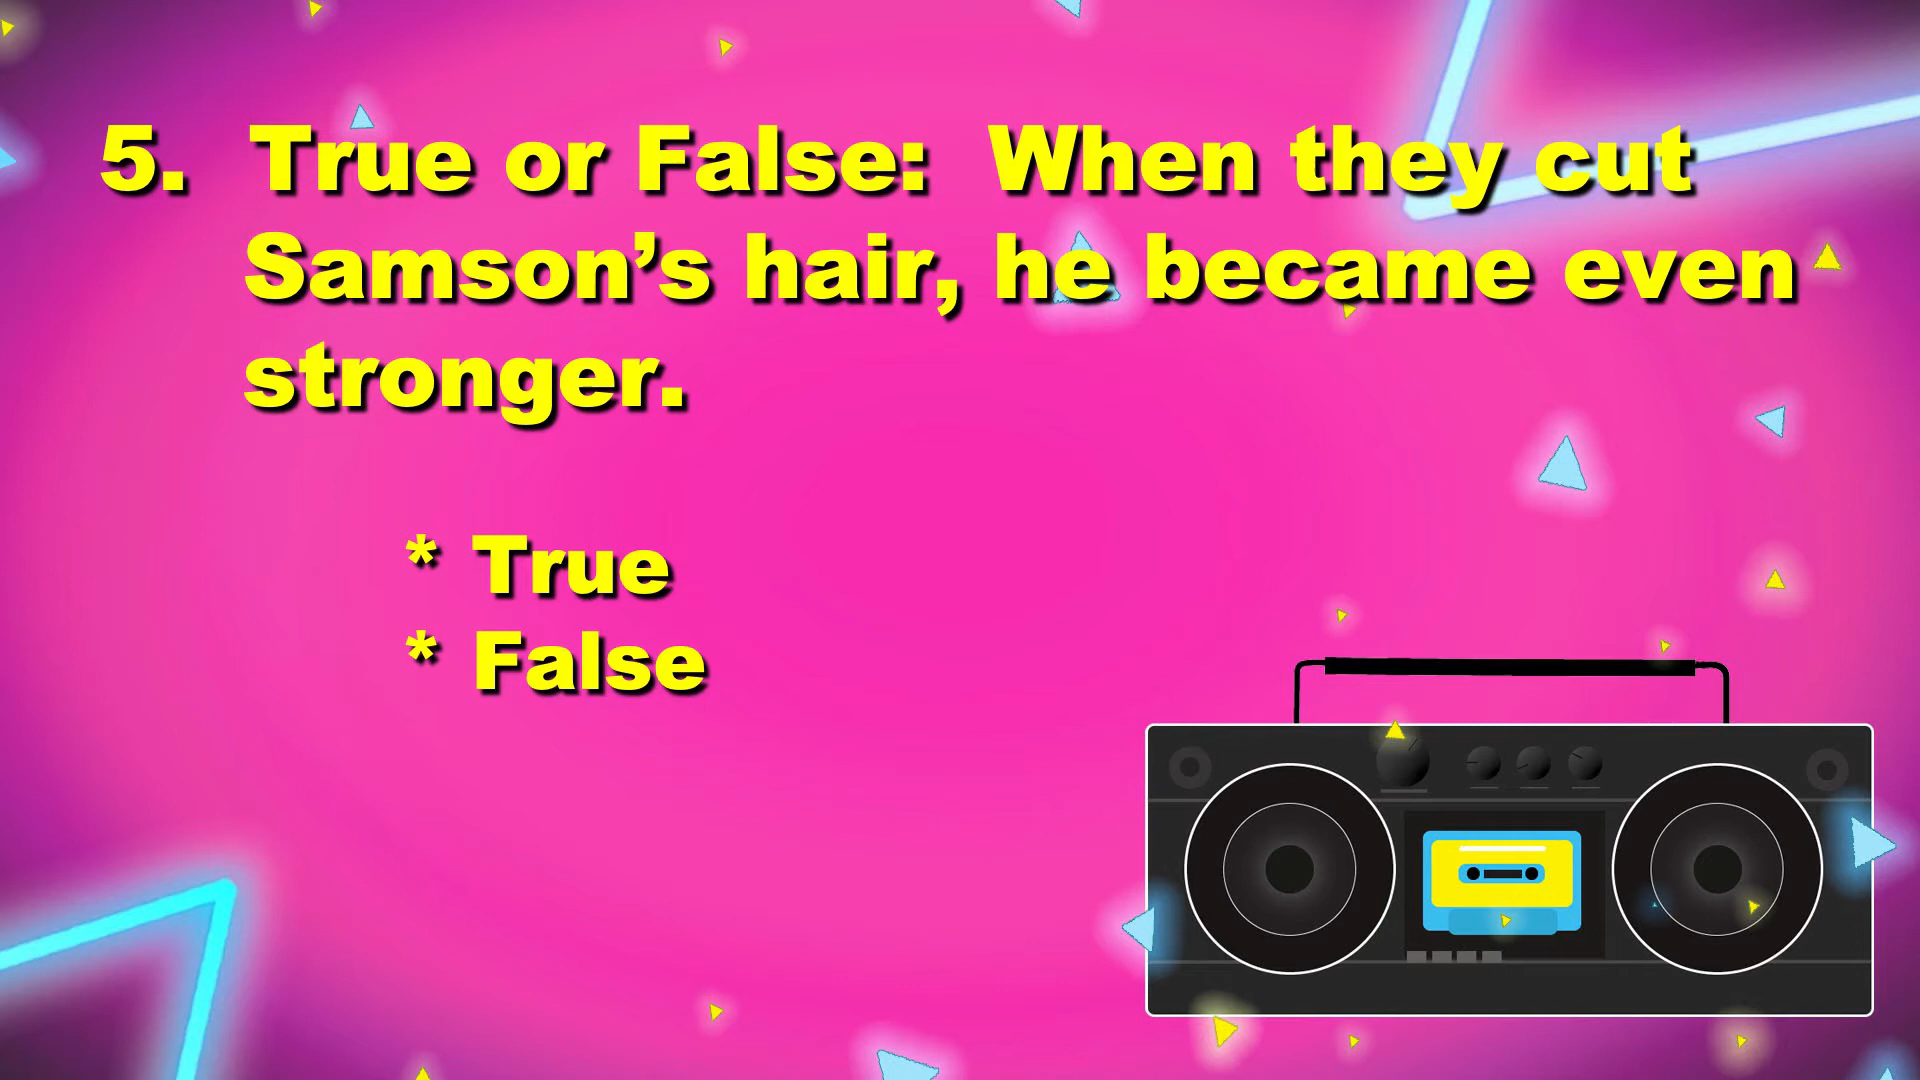 5. True or False: When they cut
Samson’s hair, he became even
stronger.
* True
* False